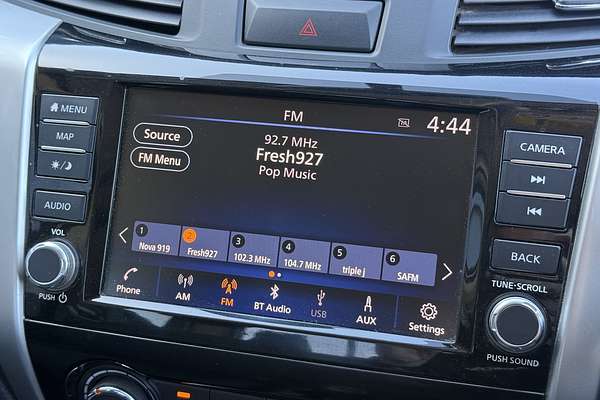 MENU
MAP
AUDIO
VOL
PUSH
FM
4:44
Source
FM Menu
92.7 MHz
Fresh927
Pop Music
1 Nova 919
2 Fresh927
3 102.3 MHz
4 104.7 MHz
5 triple j
6 SAFM
Phone
AM
FM
BT Audio
USB
AUX
Settings
CAMERA
BACK
TUNE·SCROLL
PUSH SOUND